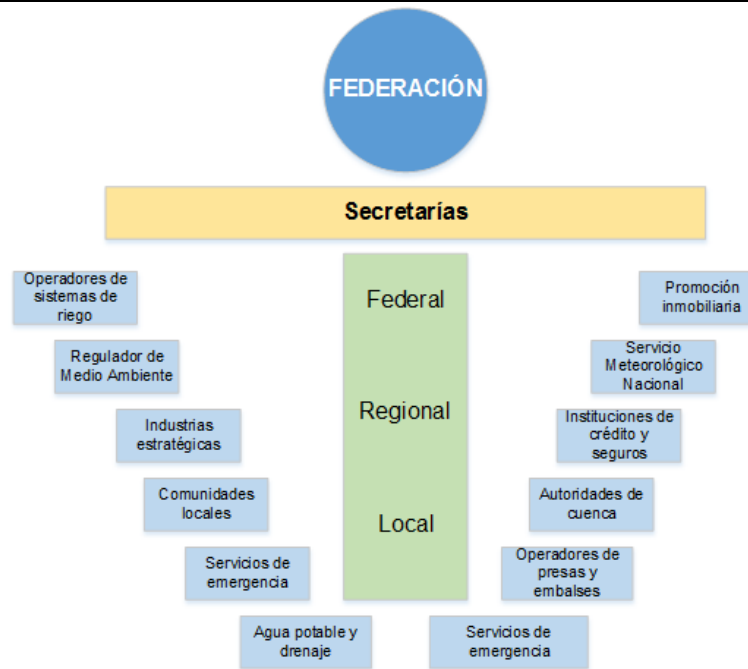 FEDERACIÓN
Secretarías
Federal
Regional
Local
Operadores de
sistemas de
riego
Regulador de
Medio Ambiente
Industrias
estratégicas
Comunidades
locales
Servicios de
emergencia
Agua potable y
drenaje
Promoción
inmobiliaria
Servicio
Meteorológico
Nacional
Instituciones de
crédito y
seguros
Autoridades de
cuenca
Operadores de
presas y
embalses
Servicios de
emergencia